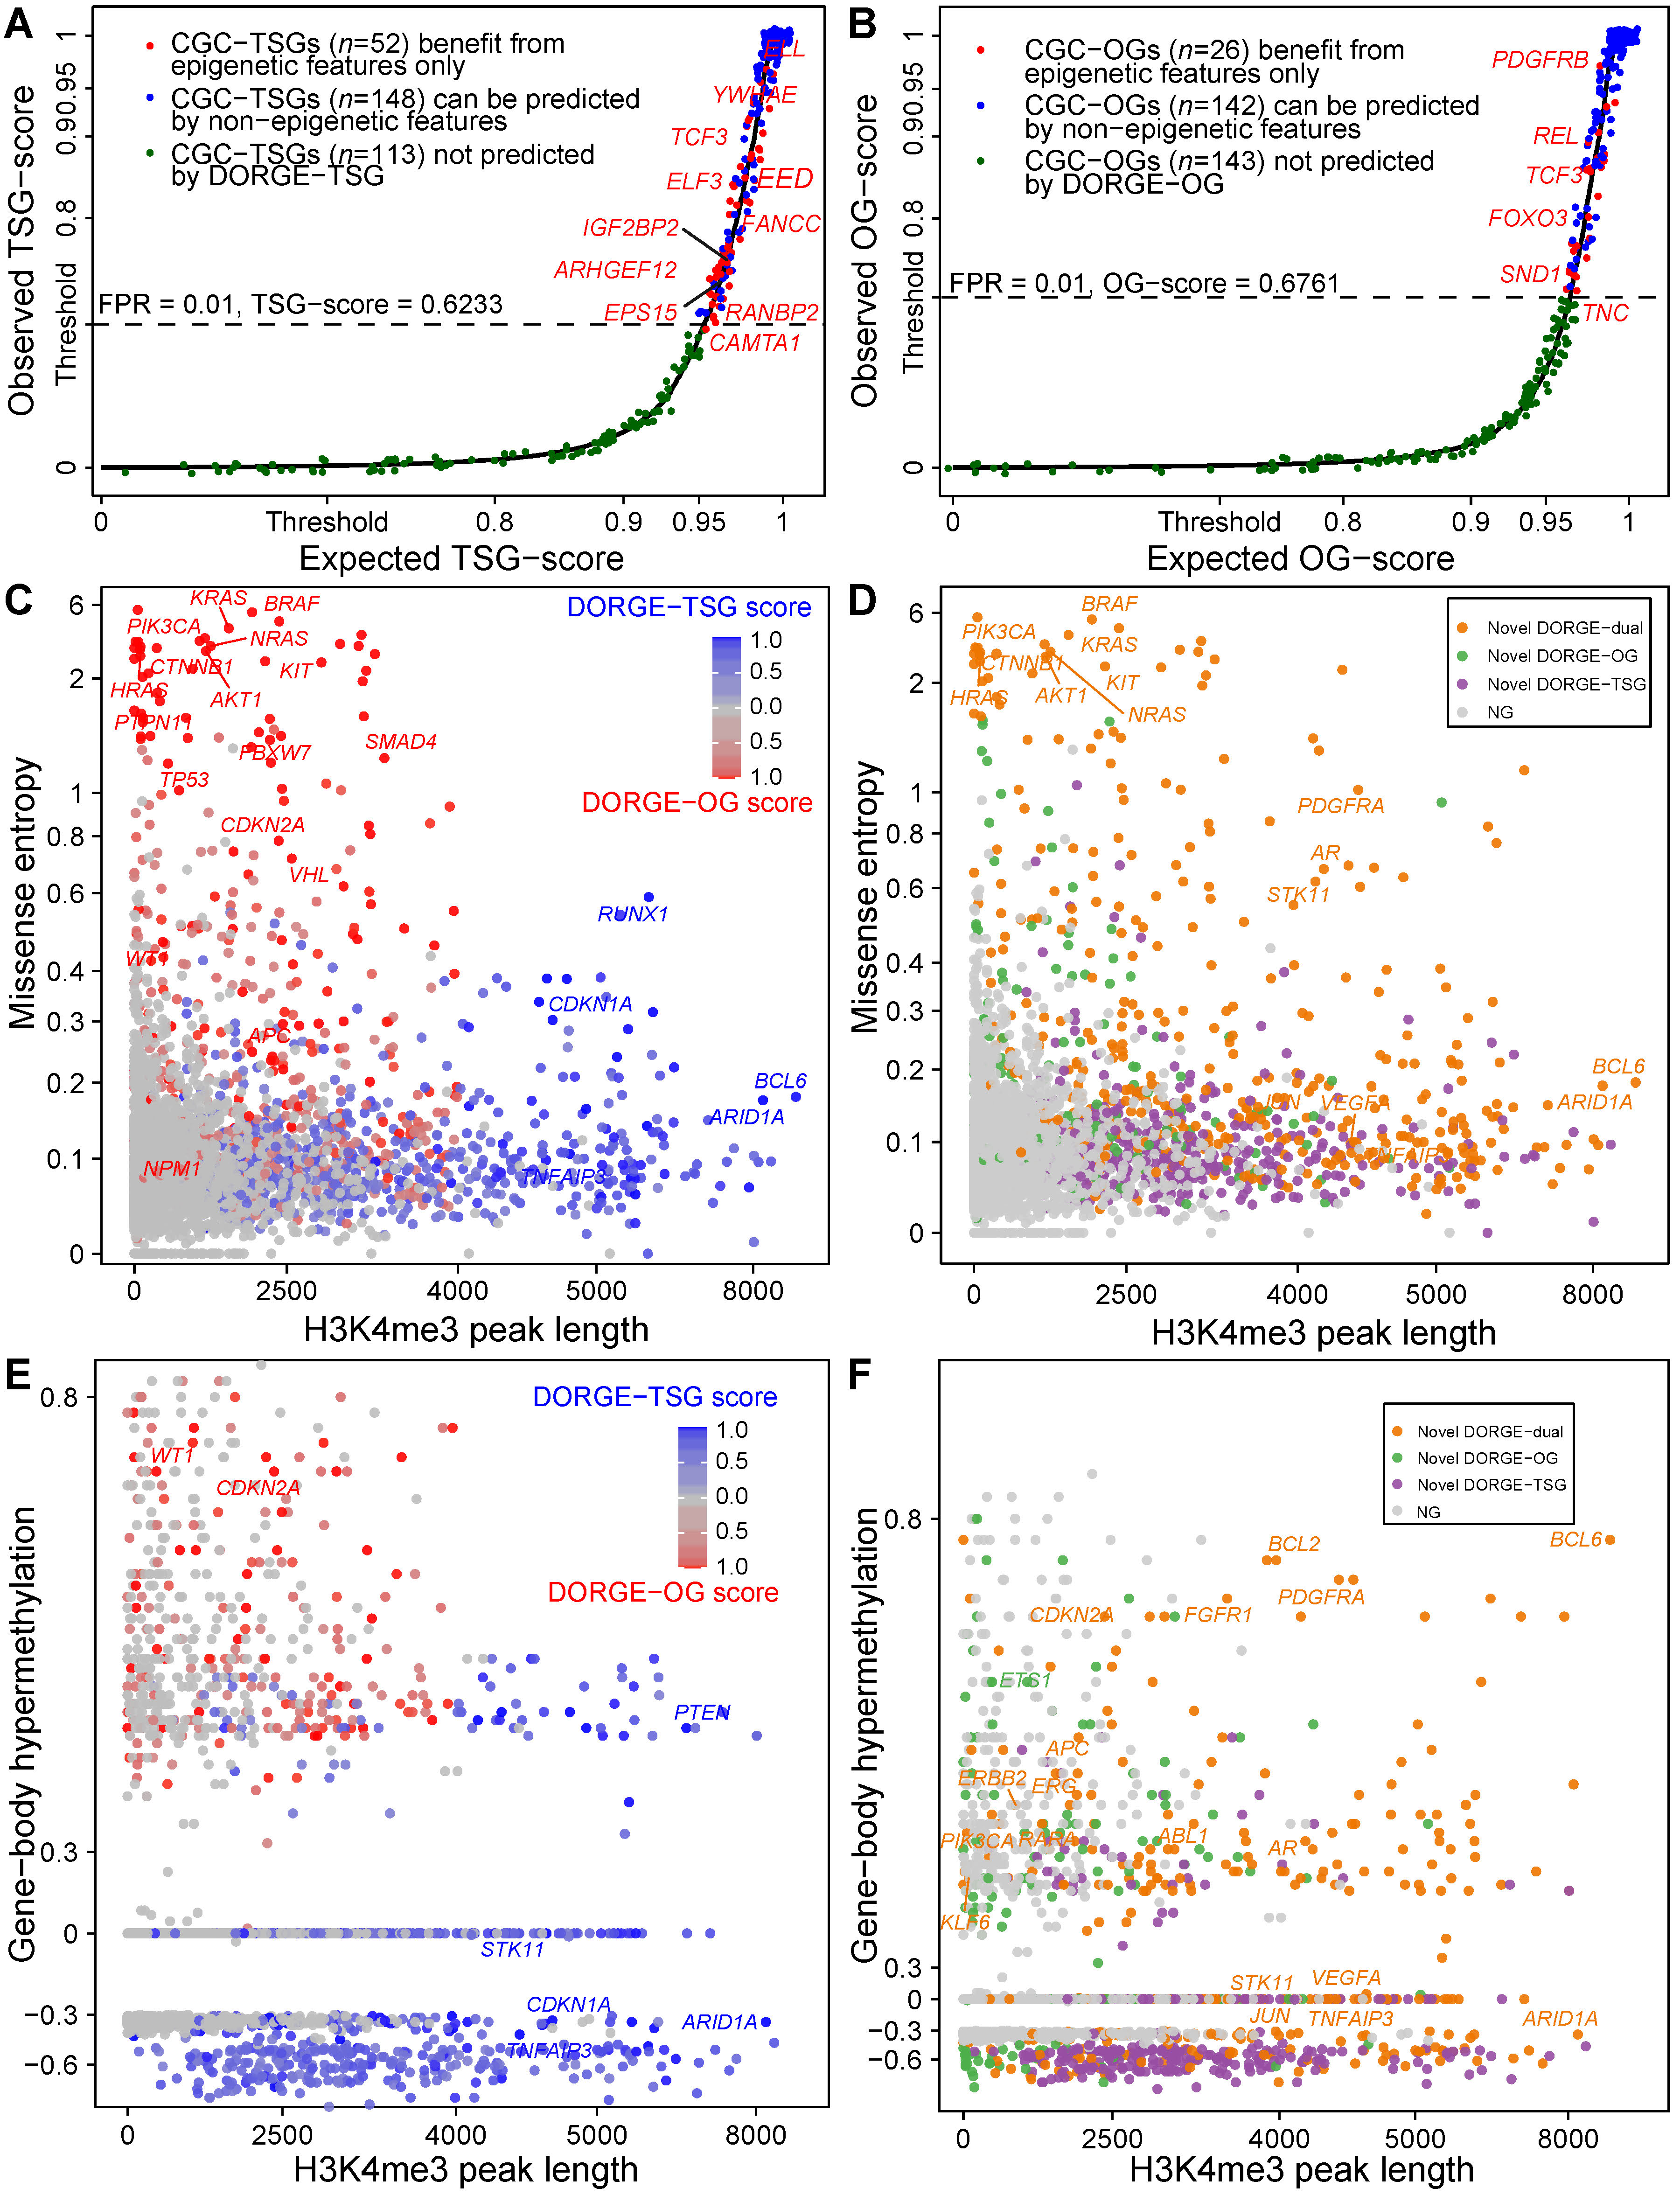 A
CGC−TSGs (n=52) benefit from
epigenetic features only
CGC−TSGs (n=148) can be predicted
by non−epigenetic features
CGC−TSGs (n=113) not predicted
by DORGE−TSG
ELL
YWHAE
TCF3
ELF3
EED
IGF2BP2
FANCC
ARHGEF12
EPS15
RANBP2
CAMTA1
FPR = 0.01, TSG−score = 0.6233
Observed TSG−score
1
0.95
0.9
0.8
Threshold
0
0
Threshold
0.8
0.9
0.95
1
Expected TSG−score
B
CGC−OGs (n=26) benefit from
epigenetic features only
CGC−OGs (n=142) can be predicted
by non−epigenetic features
CGC−OGs (n=143) not predicted
by DORGE−OG
PDGFRB
REL
TCF3
FOXO3
SND1
TNC
FPR = 0.01, OG−score = 0.6761
Observed OG−score
1
0.95
0.9
0.8
Threshold
0
0
Threshold
0.8
0.9
0.95
1
Expected OG−score
C
DORGE−TSG score
1.0
0.5
0.0
0.5
1.0
DORGE−OG score
KRAS
BRAF
PIK3CA
NRAS
CTNNB1
KIT
HRAS
AKT1
PTPN11
FBXW7
SMAD4
TP53
CDKN2A
VHL
RUNX1
WT1
CDKN1A
APC
BCL6
ARID1A
NPM1
TNFAIP3
Missense entropy
6
2
1
0.8
0.6
0.4
0.3
0.2
0.1
0
0
2500
4000
5000
8000
H3K4me3 peak length
D
Novel DORGE−dual
Novel DORGE−OG
Novel DORGE−TSG
NG
BRAF
PIK3CA
KRAS
CTNNB1
KIT
HRAS
AKT1
NRAS
PDGFRA
AR
STK11
BCL6
JUN
VEGFA
ARID1A
TNFAIP
Missense entropy
6
2
1
0.8
0.6
0.4
0.3
0.2
0.1
0
0
2500
4000
5000
8000
H3K4me3 peak length
E
DORGE−TSG score
1.0
0.5
0.0
0.5
1.0
DORGE−OG score
WT1
CDKN2A
PTEN
STK11
CDKN1A
ARID1A
TNFAIP3
Gene−body hypermethylation
0.8
0.3
0
−0.3
−0.6
0
2500
4000
5000
8000
H3K4me3 peak length
F
Novel DORGE−dual
Novel DORGE−OG
Novel DORGE−TSG
NG
BCL2
BCL6
PDGFRA
CDKN2A
FGFR1
ETS1
APC
ERBB2
ERG
PIK3CA
RARA
ABL1
AR
KLF6
STK11
VEGFA
JUN
TNFAIP3
ARID1A
Gene−body hypermethylation
0.8
0.3
0
−0.3
−0.6
0
2500
4000
5000
8000
H3K4me3 peak length